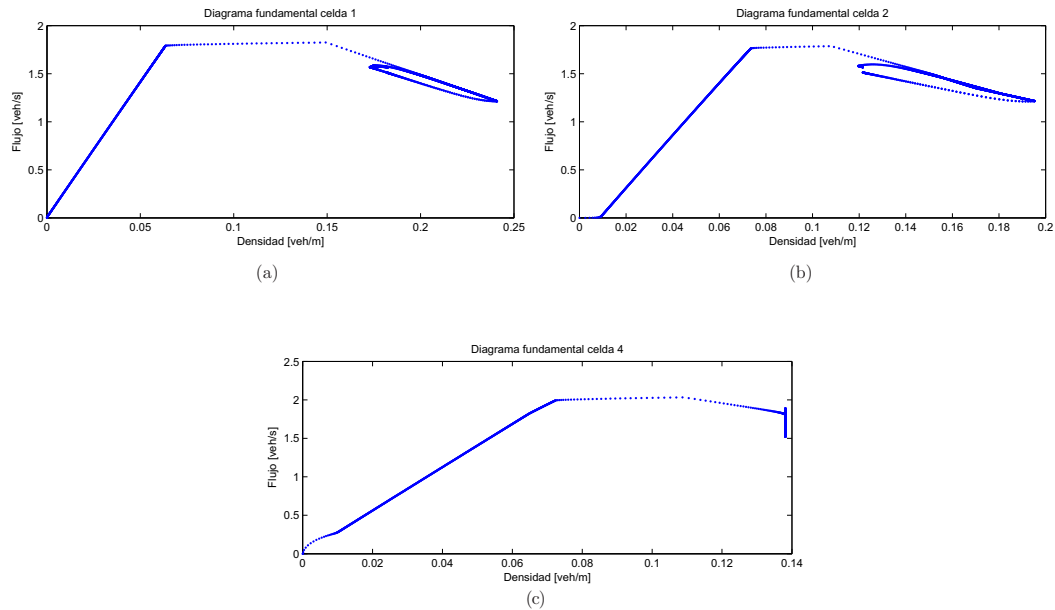 Diagrama fundamental celda 1
Flujo [veh/s]
2
1.5
1
0.5
0
0 0.05 0.1 0.15 0.2 0.25
Densidad [veh/m]
(a)
Diagrama fundamental celda 2
Flujo [veh/s]
2
1.5
1
0.5
0
0 0.02 0.04 0.06 0.08 0.1 0.12 0.14 0.16 0.18 0.2
Densidad [veh/m]
(b)
Diagrama fundamental celda 4
Flujo [veh/s]
2.5
2
1.5
1
0.5
0
0 0.02 0.04 0.06 0.08 0.1 0.12 0.14
Densidad [veh/m]
(c)